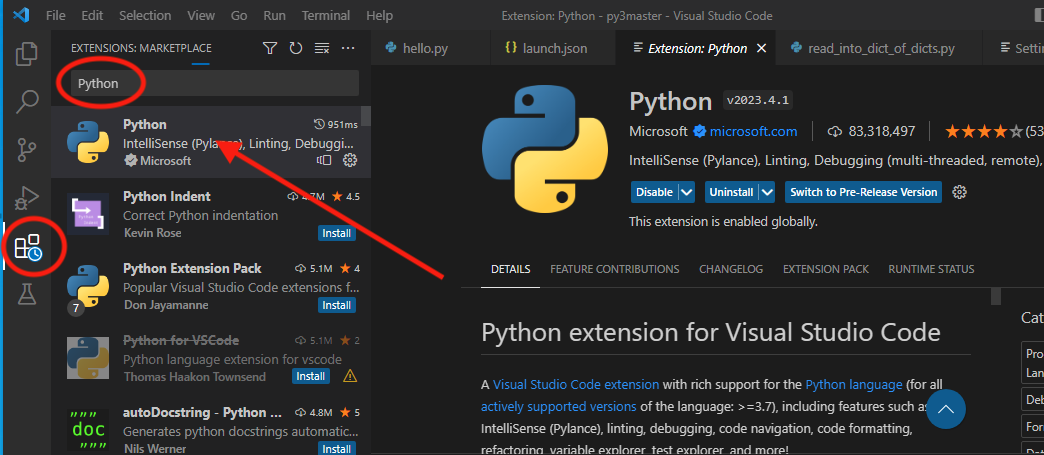 File Edit Selection View Go Run Terminal Help Extension: Python - py3master - Visual Studio Code
EXTENSIONS: MARKETPLACE
Python
Python 951ms
IntelliSense (Pylance), Linting, Debuggi...
Microsoft
Python Indent 4.7M 4.5
Correct Python indentation
Kevin Rose Install
Python Extension Pack 5.1M 4
Popular Visual Studio Code extensions f...
7 Don Jayamanne Install
Python for VSCode 5.1M 2
Python language extension for vscode
Thomas Haakon Townsend Install
autoDocstring - Python ... 4.8M 5
""" doc """
Generates python docstrings automatic...
Nils Werner Install
hello.py {} launch.json Extension: Python read_into_dict_of_dicts.py
Python v2023.4.1
Microsoft microsoft.com 83,318,497 (53
IntelliSense (Pylance), Linting, Debugging (multi-threaded, remote),
Disable Uninstall Switch to Pre-Release Version
This extension is enabled globally.
DETAILS FEATURE CONTRIBUTIONS CHANGELOG EXTENSION PACK RUNTIME STATUS
Python extension for Visual Studio Code
A Visual Studio Code extension with rich support for the Python language (for all
actively supported versions of the language: >=3.7), including features such as
IntelliSense (Pylance), linting, debugging, code navigation, code formatting,
refactoring, variable explorer, test explorer, and more!